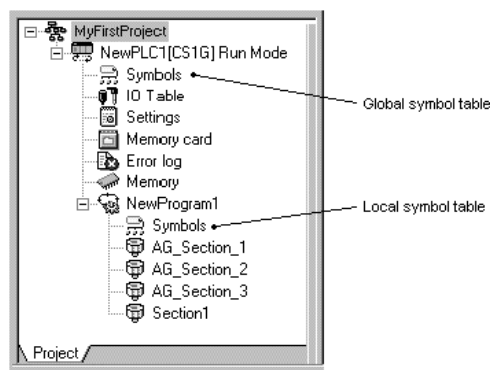 MyFirstProject
NewPLC1[CS1G] Run Mode
Symbols
Global symbol table
IO Table
Settings
Memory card
Error log
Memory
NewProgram1
Local symbol table
Symbols
AG_Section_1
AG_Section_2
AG_Section_3
Section1
Project